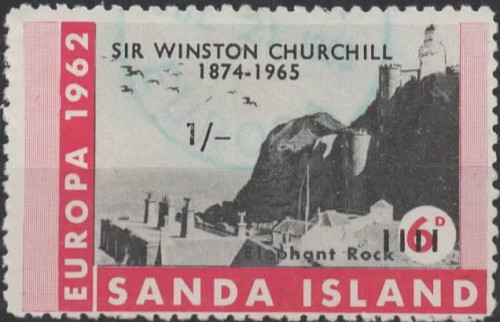 EUROPA 1962
SIR WINSTON CHURCHILL
1874-1965
1/-
6D
Elephant Rock
SANDA ISLAND